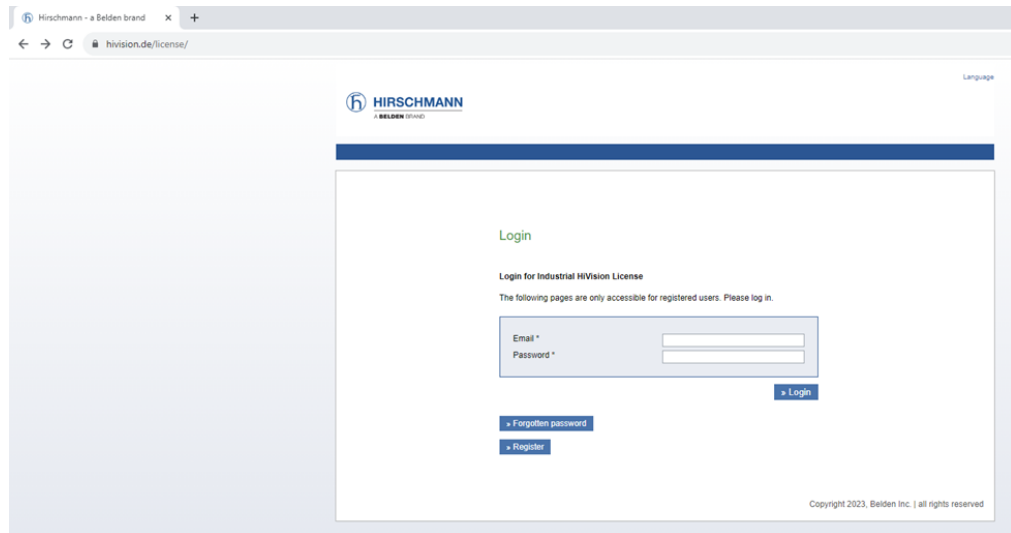 Hirschmann - a Belden brand
hivision.de/license/
Language
HIRSCHMANN
A BELDEN BRAND
Login
Login for Industrial HiVision License
The following pages are only accessible for registered users. Please log in.
Email *
Password *
» Login
» Forgotten password
» Register
Copyright 2023, Belden Inc. | all rights reserved